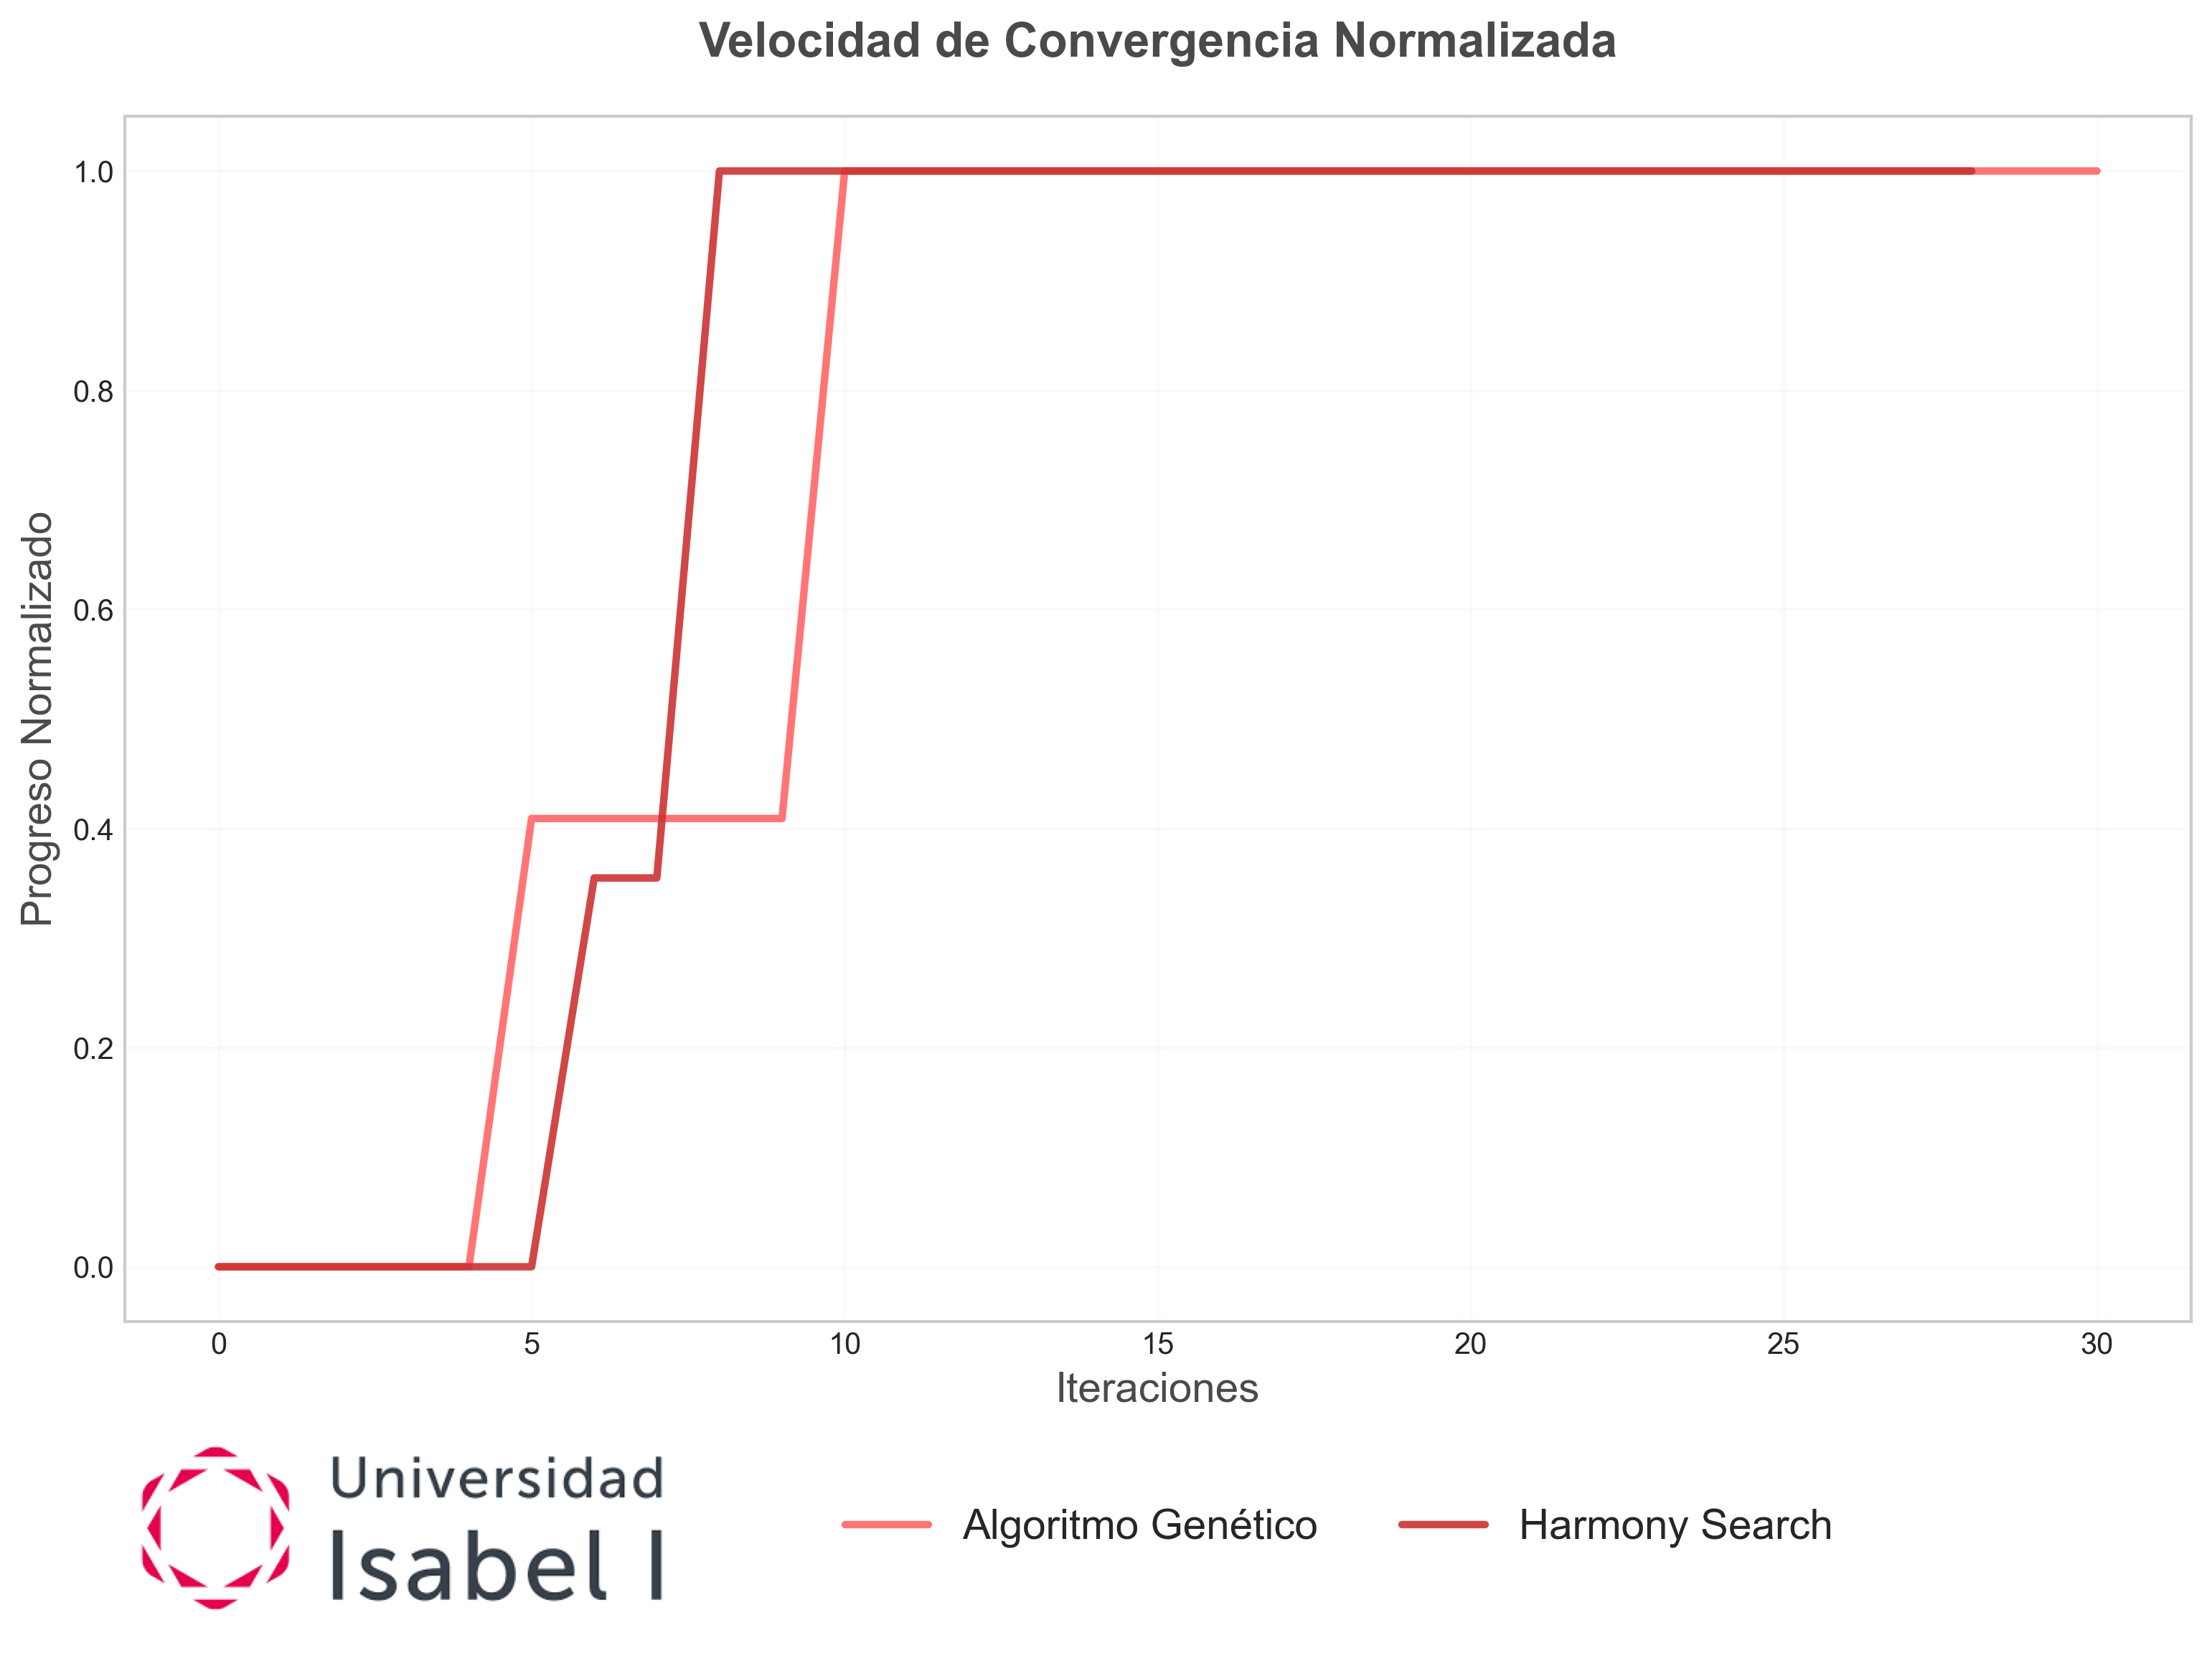 Velocidad de Convergencia Normalizada
Progreso Normalizado
1.0
0.8
0.6
0.4
0.2
0.0
0 5 10 15 20 25 30
Iteraciones
Universidad
Isabel I
Algoritmo Genético Harmony Search